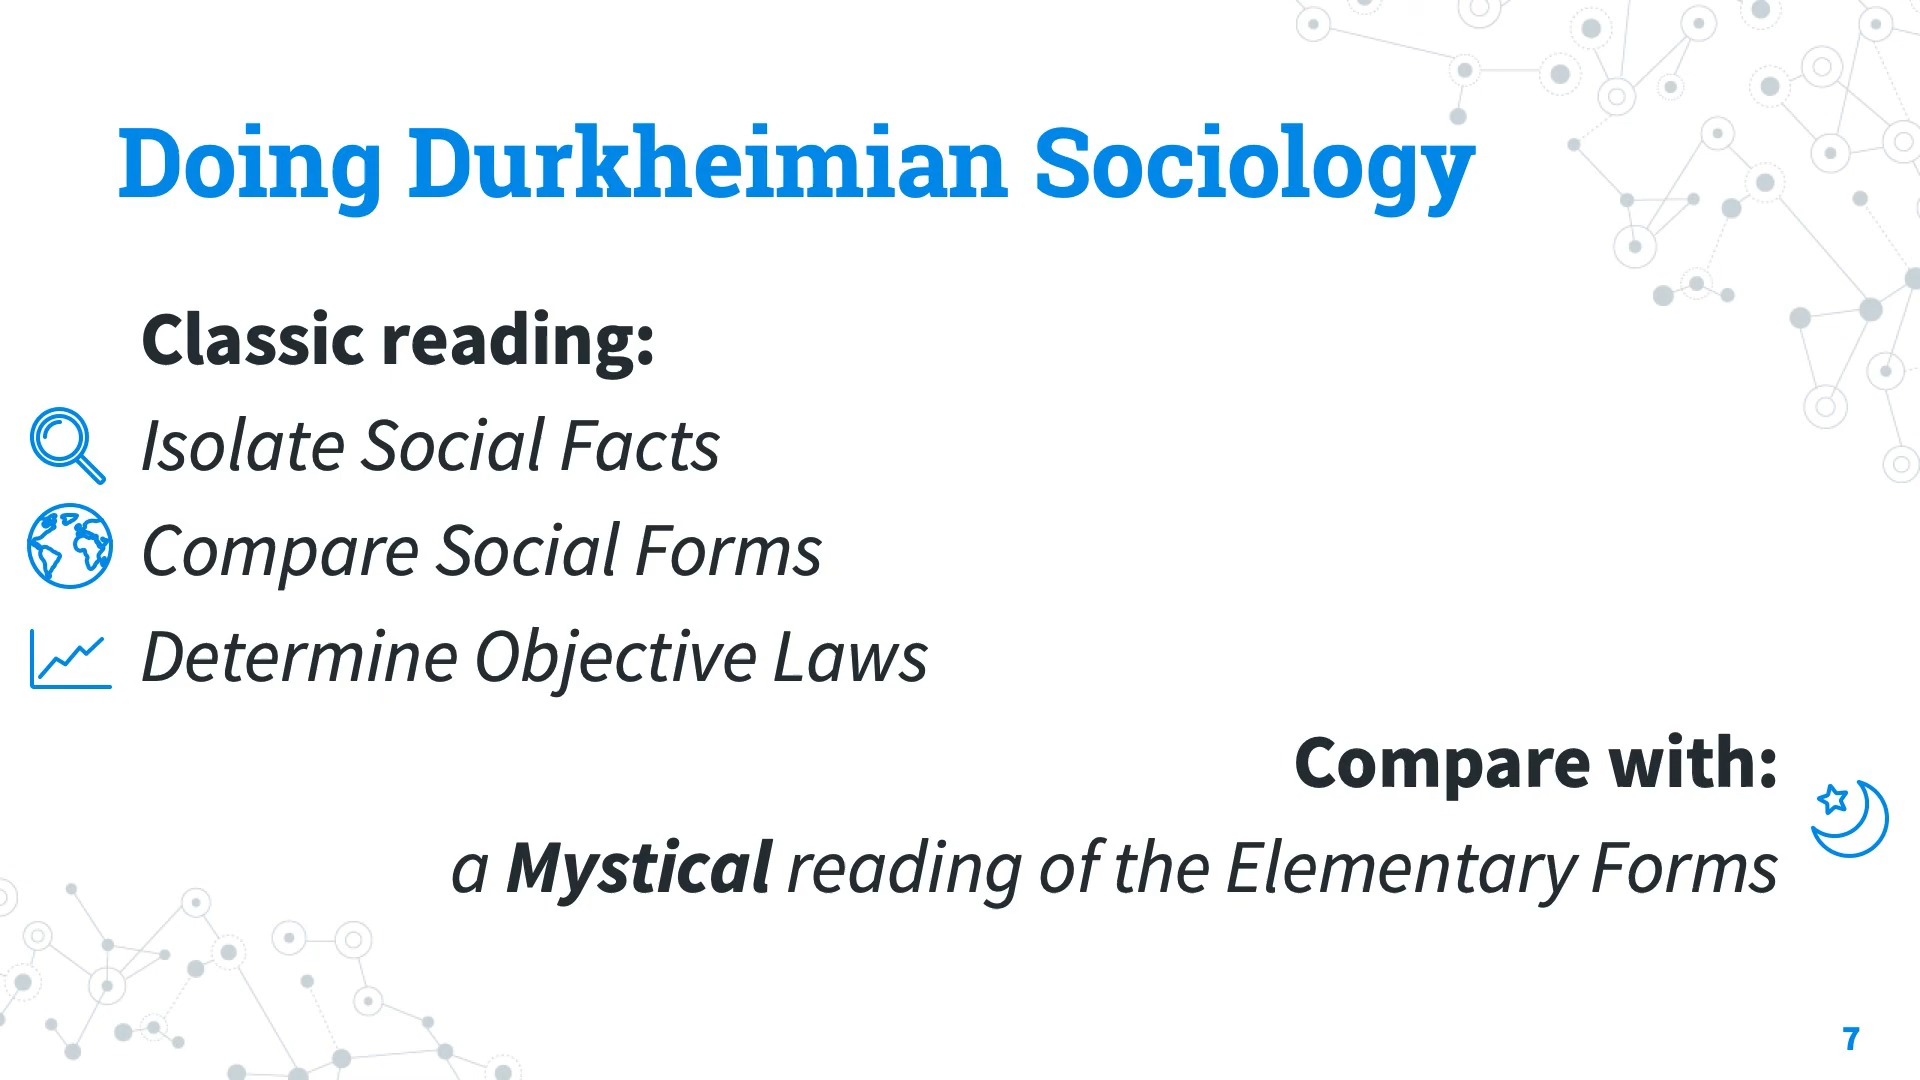 Doing Durkheimian Sociology
Classic reading:
Isolate Social Facts
Compare Social Forms
Determine Objective Laws
Compare with:
a Mystical reading of the Elementary Forms
7